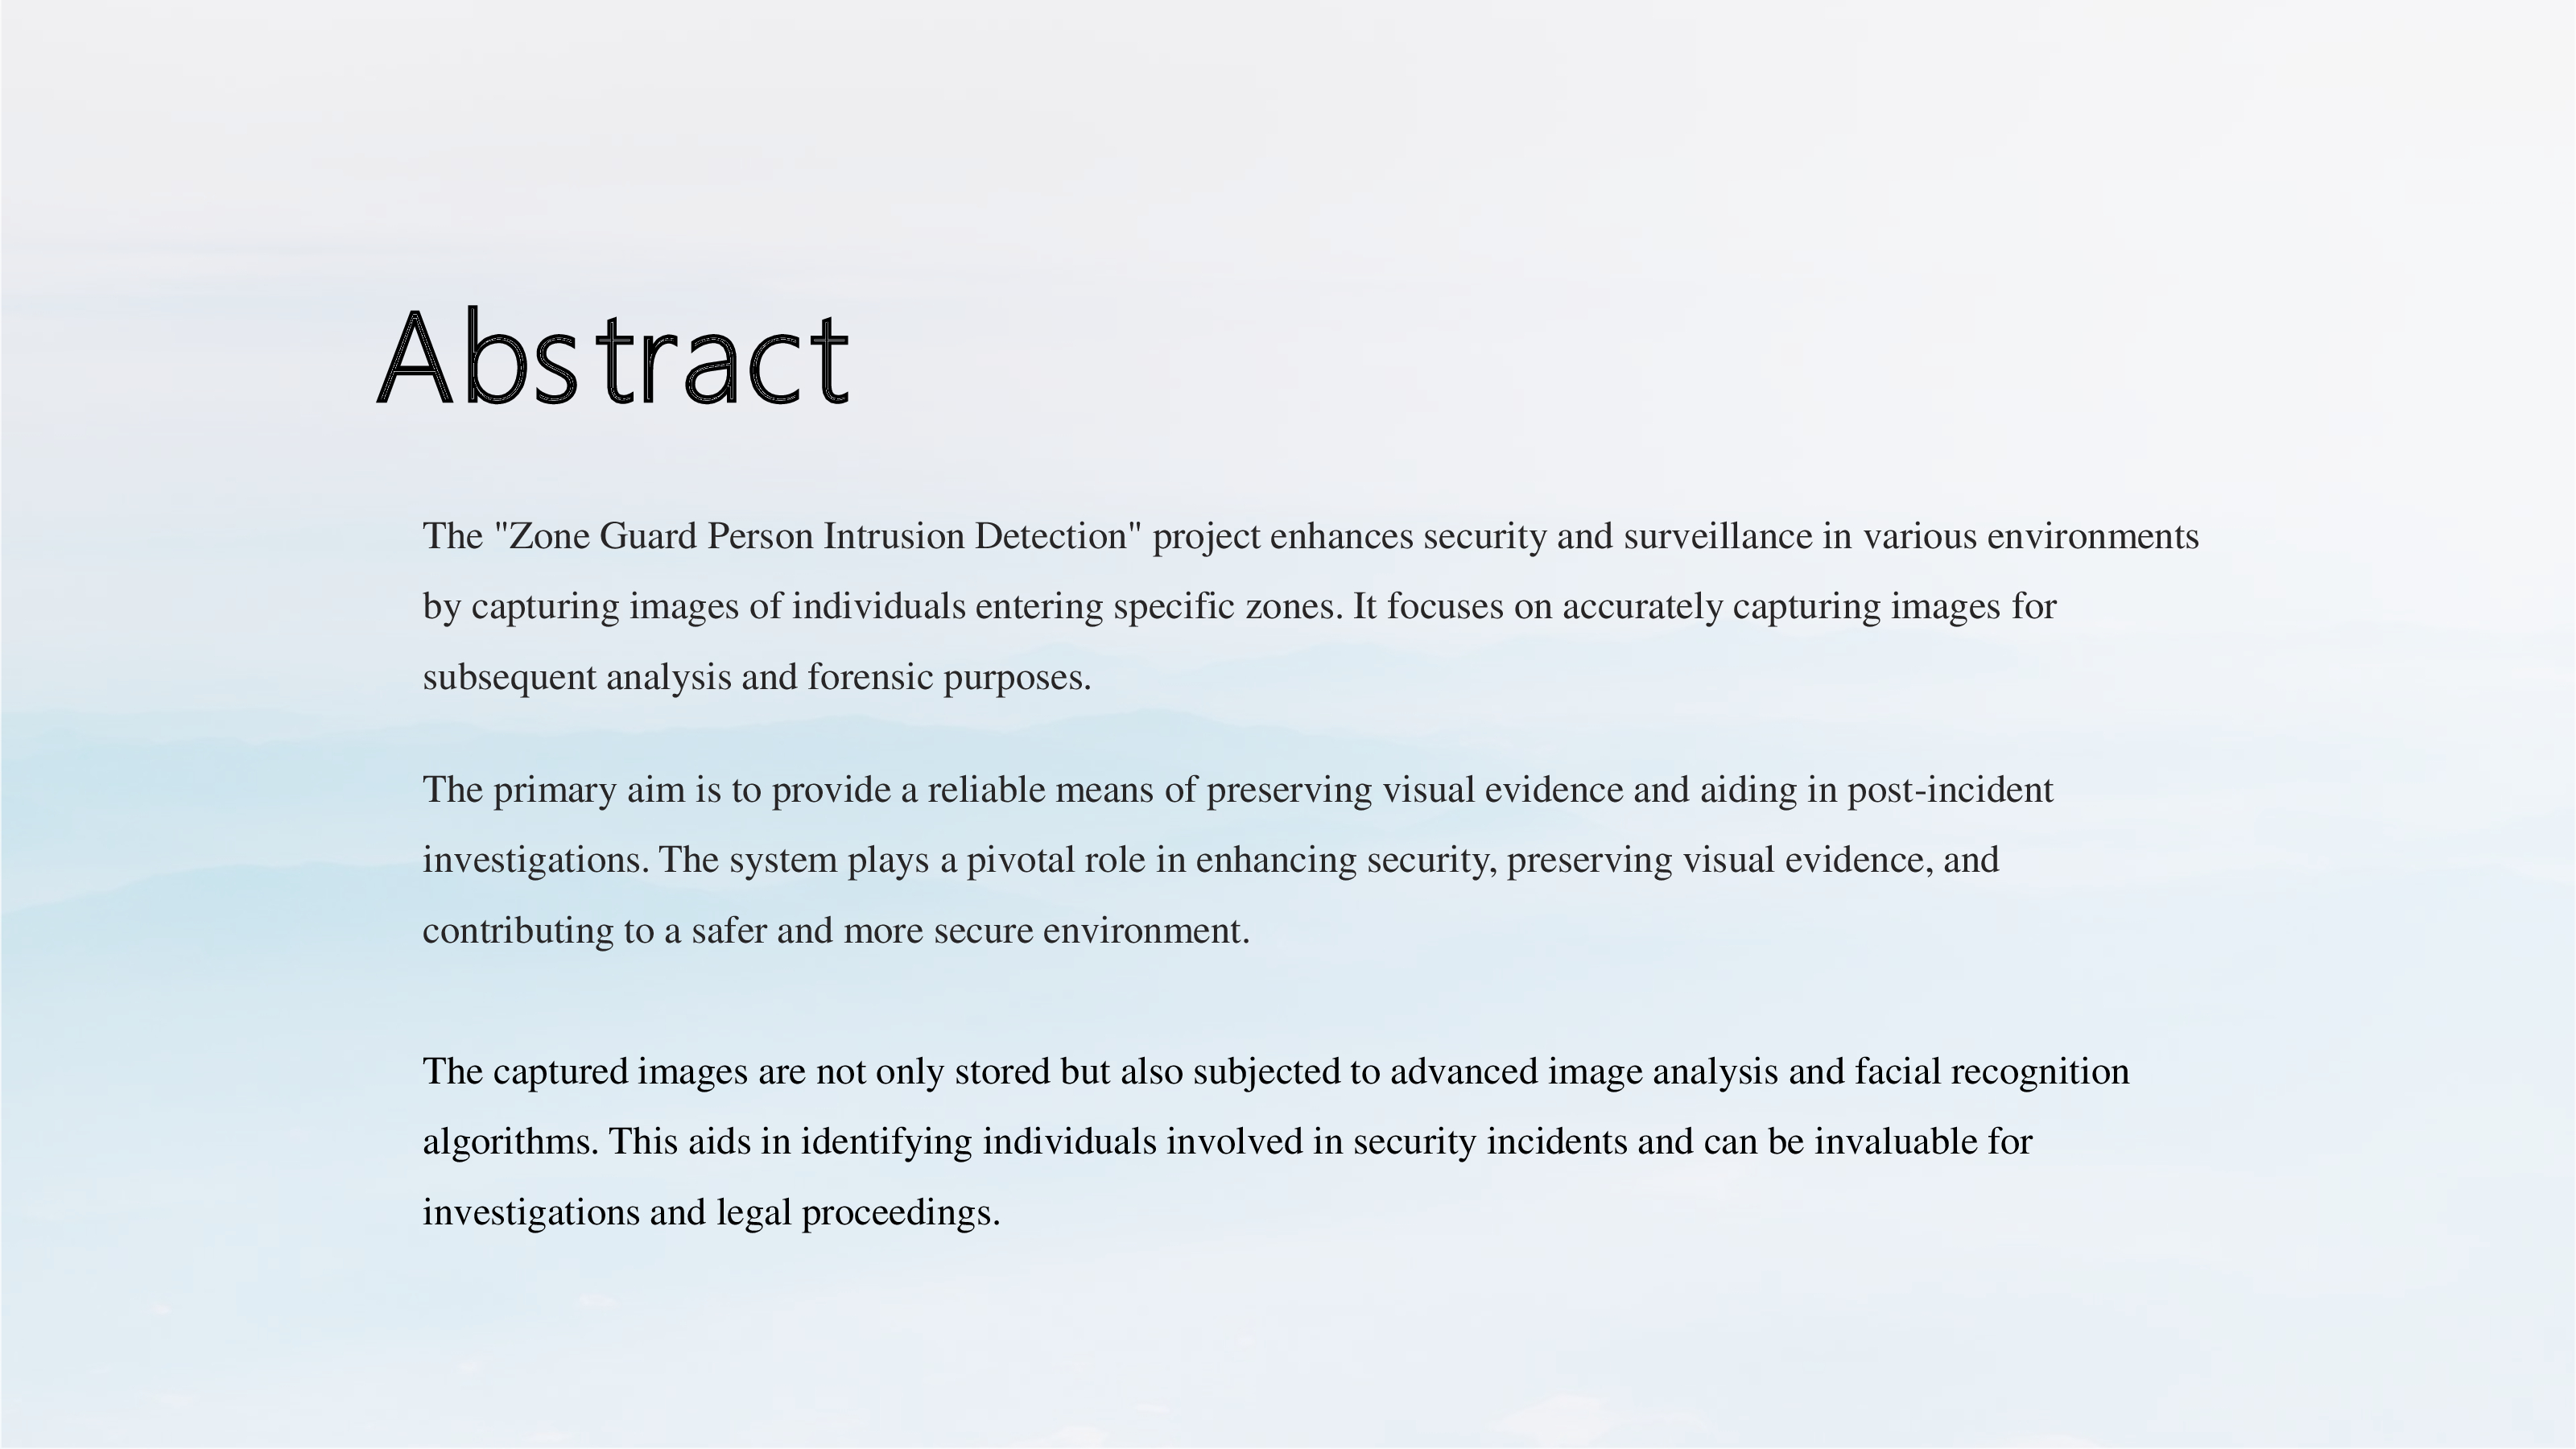 Abstract
The "Zone Guard Person Intrusion Detection" project enhances security and surveillance in various environments
by capturing images of individuals entering specific zones. It focuses on accurately capturing images for
subsequent analysis and forensic purposes.
The primary aim is to provide a reliable means of preserving visual evidence and aiding in post-incident
investigations. The system plays a pivotal role in enhancing security, preserving visual evidence, and
contributing to a safer and more secure environment.
The captured images are not only stored but also subjected to advanced image analysis and facial recognition
algorithms. This aids in identifying individuals involved in security incidents and can be invaluable for
investigations and legal proceedings.